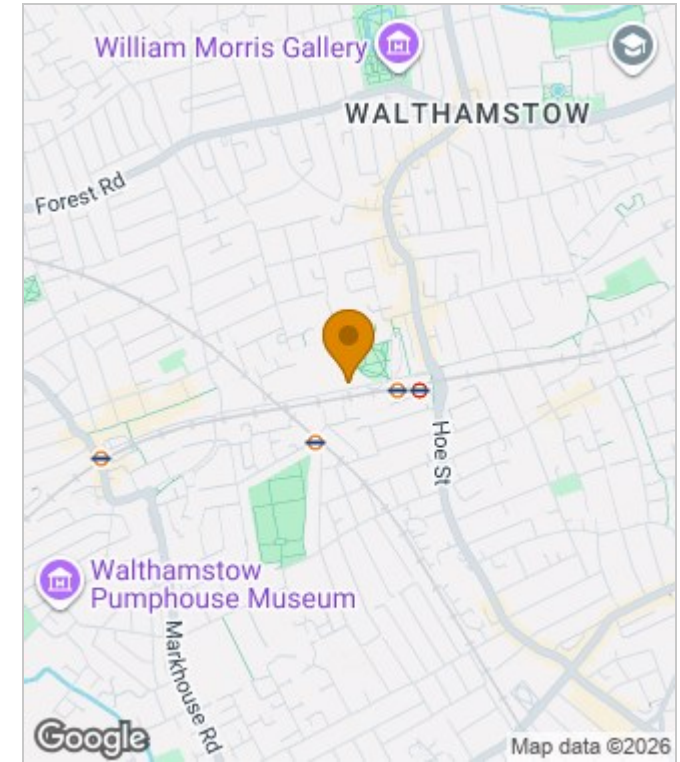 William Morris Gallery
WALTHAMSTOW
Forest Rd
Hoe St
Walthamstow
Pumphouse Museum
Markhouse Rd
Google
Map data ©2026